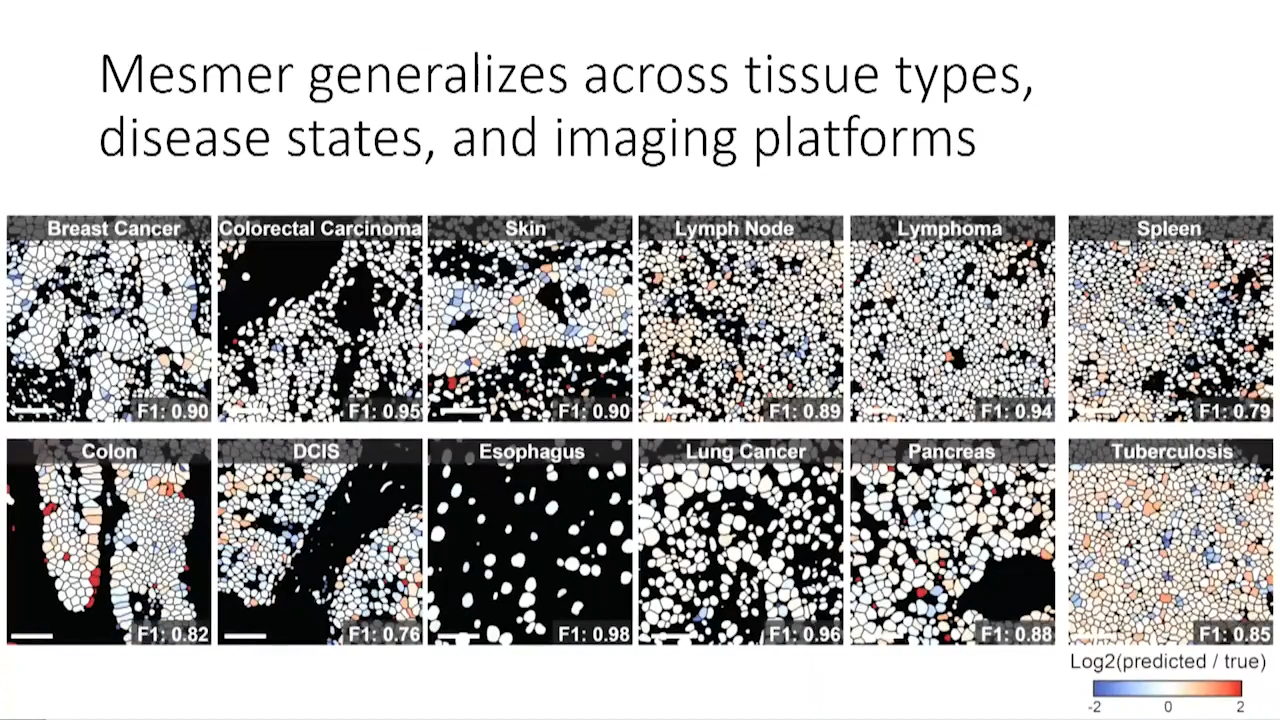 Mesmer generalizes across tissue types,
disease states, and imaging platforms
Breast Cancer
F1: 0.90
Colorectal Carcinoma
F1: 0.95
Skin
F1: 0.90
Lymph Node
F1: 0.89
Lymphoma
F1: 0.94
Spleen
F1: 0.79
Colon
F1: 0.82
DCIS
F1: 0.76
Esophagus
F1: 0.98
Lung Cancer
F1: 0.96
Pancreas
F1: 0.88
Tuberculosis
F1: 0.85
Log2(predicted / true)
-2 0 2